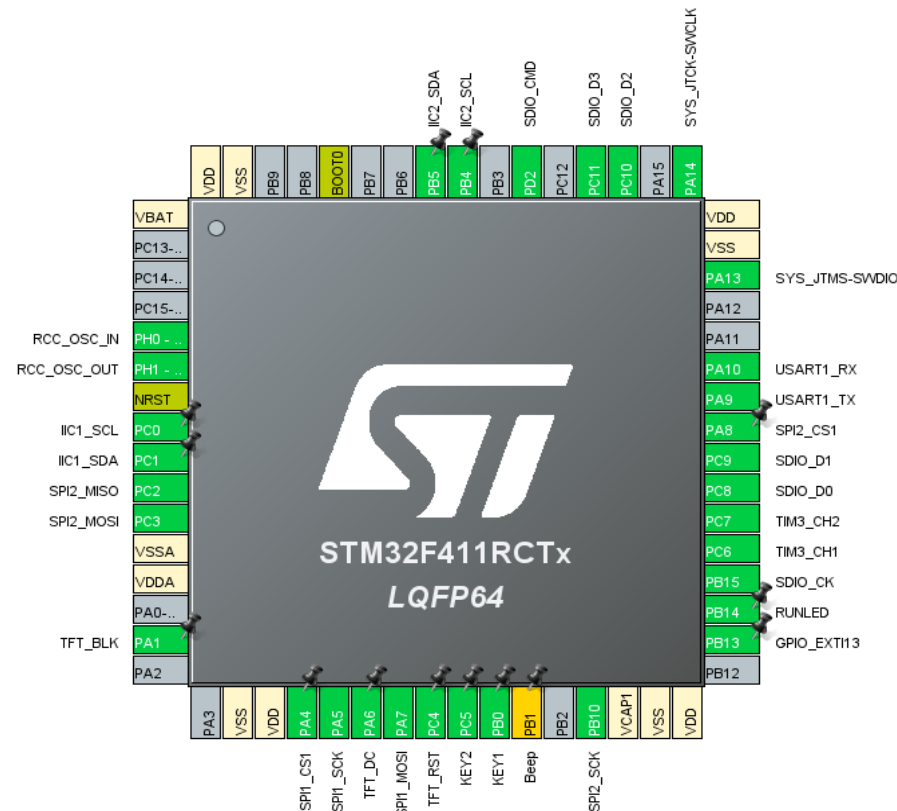 IIC2_SDA
IIC2_SCL
SDIO_CMD
SDIO_D3
SDIO_D2
SYS_JTCK-SWCLK
VDD
VSS
PB9
PB8
BOOT0
PB7
PB6
PB5
PB4
PB3
PD2
PC12
PC11
PC10
PA15
PA14
VBAT
PC13-..
PC14-..
PC15-..
RCC_OSC_IN PH0 - ..
RCC_OSC_OUT PH1 - ..
NRST
IIC1_SCL PC0
IIC1_SDA PC1
SPI2_MISO PC2
SPI2_MOSI PC3
VSSA
VDDA
PA0-..
TFT_BLK PA1
PA2
ST
STM32F411RCTx
LQFP64
VDD
VSS
PA13 SYS_JTMS-SWDIO
PA12
PA11
PA10 USART1_RX
PA9 USART1_TX
PA8 SPI2_CS1
PC9 SDIO_D1
PC8 SDIO_D0
PC7 TIM3_CH2
PC6 TIM3_CH1
PB15 SDIO_CK
PB14 RUNLED
PB13 GPIO_EXTI13
PB12
PA3
VSS
VDD
PA4
PA5
PA6
PA7
PC4
PC5
PB0
PB1
PB2
PB10
VCAP1
VSS
VDD
SPI1_CS1
SPI1_SCK
TFT_DC
SPI1_MOSI
TFT_RST
KEY2
KEY1
Beep
SPI2_SCK